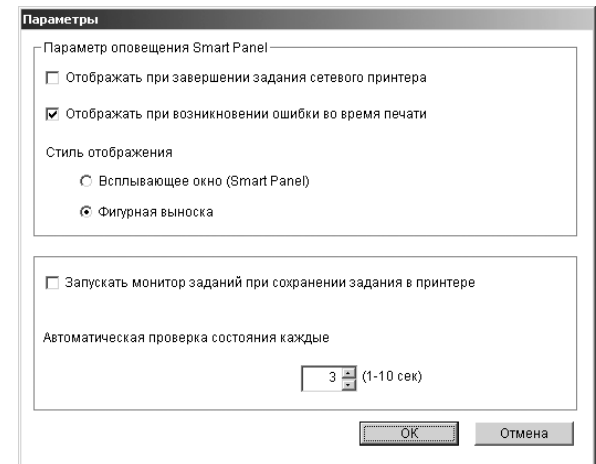 Параметры
Параметр оповещения Smart Panel
Отображать при завершении задания сетевого принтера
Отображать при возникновении ошибки во время печати
Стиль отображения
Всплывающее окно (Smart Panel)
Фигурная выноска
Запускать монитор заданий при сохранении задания в принтере
Автоматическая проверка состояния каждые
3 (1-10 сек)
OK Отмена